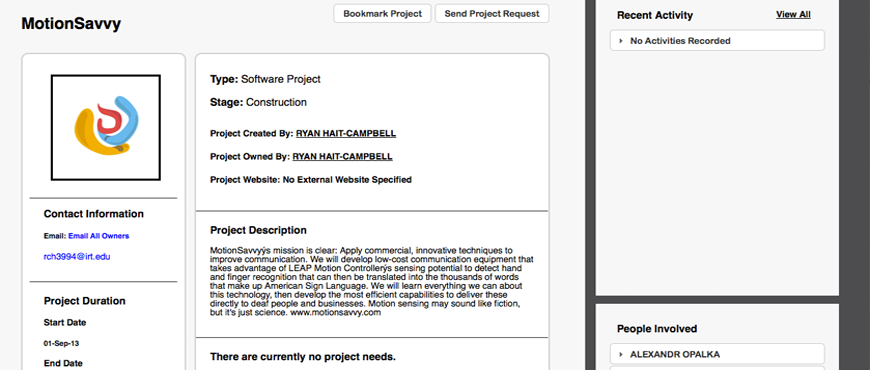 MotionSavvy
Bookmark Project
Send Project Request
Contact Information
Email: Email All Owners
rch3994@irt.edu
Project Duration
Start Date
01-Sep-13
End Date
Type: Software Project
Stage: Construction
Project Created By: RYAN HAIT-CAMPBELL
Project Owned By: RYAN HAIT-CAMPBELL
Project Website: No External Website Specified
Project Description
MotionSavvyýs mission is clear: Apply commercial, innovative techniques to
improve communication. We will develop low-cost communication equipment that
takes advantage of LEAP Motion Controllerýs sensing potential to detect hand
and finger recognition that can then be translated into the thousands of words
that make up American Sign Language. We will learn everything we can about
this technology, then develop the most efficient capabilities to deliver these
directly to deaf people and businesses. Motion sensing may sound like fiction,
but it's just science. www.motionsavvy.com
There are currently no project needs.
Recent Activity
View All
No Activities Recorded
People Involved
ALEXANDR OPALKA